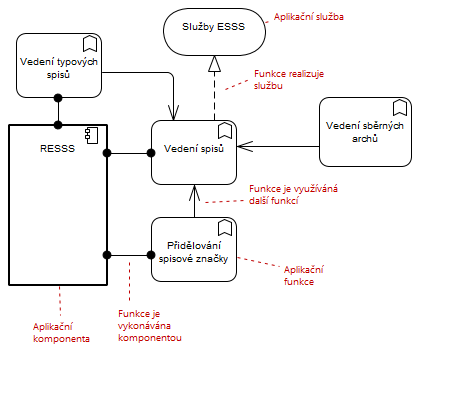 Služby ESSS
Aplikační služba
Vedení typových
spisů
Funkce realizuje
službu
RESSS
Vedení spisů
Vedení sběrných
archů
Funkce je využíváná
další funkcí
Přidělování
spisové značky
Aplikační
funkce
Aplikační
komponenta
Funkce je
vykonávána
komponentou